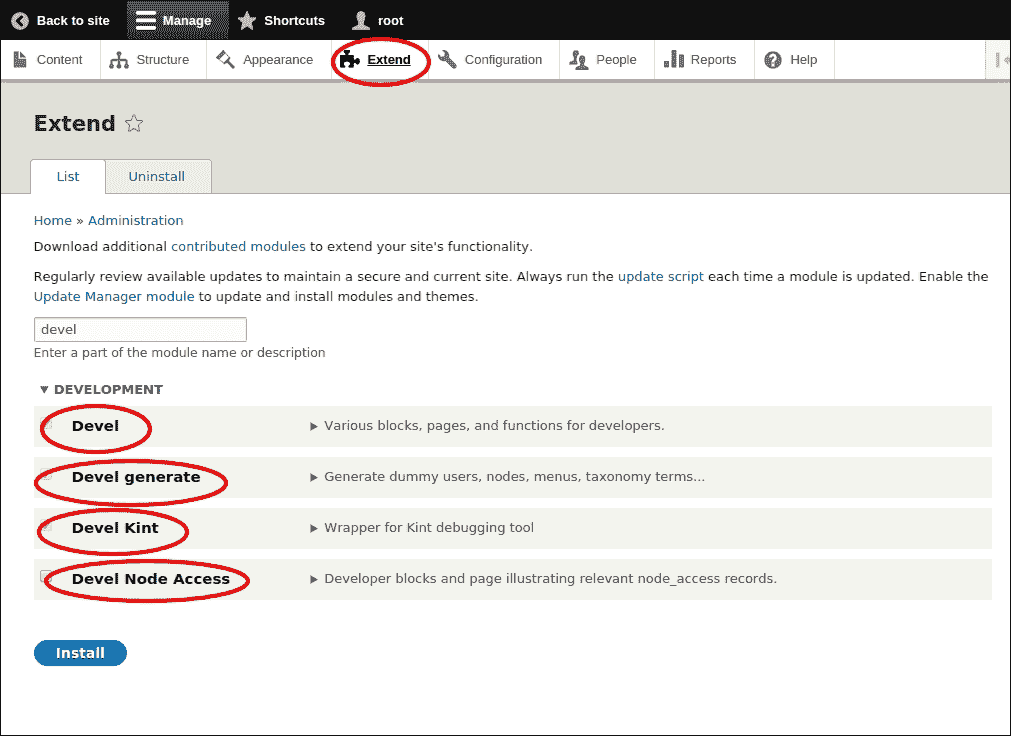 Back to site Manage Shortcuts root
Content Structure Appearance Extend Configuration People Reports Help
Extend
List Uninstall
Home » Administration
Download additional contributed modules to extend your site's functionality.
Regularly review available updates to maintain a secure and current site. Always run the update script each time a module is updated. Enable the
Update Manager module to update and install modules and themes.
devel
Enter a part of the module name or description
▼ DEVELOPMENT
Devel ▶ Various blocks, pages, and functions for developers.
Devel generate ▶ Generate dummy users, nodes, menus, taxonomy terms...
Devel Kint ▶ Wrapper for Kint debugging tool
Devel Node Access ▶ Developer blocks and page illustrating relevant node_access records.
Install